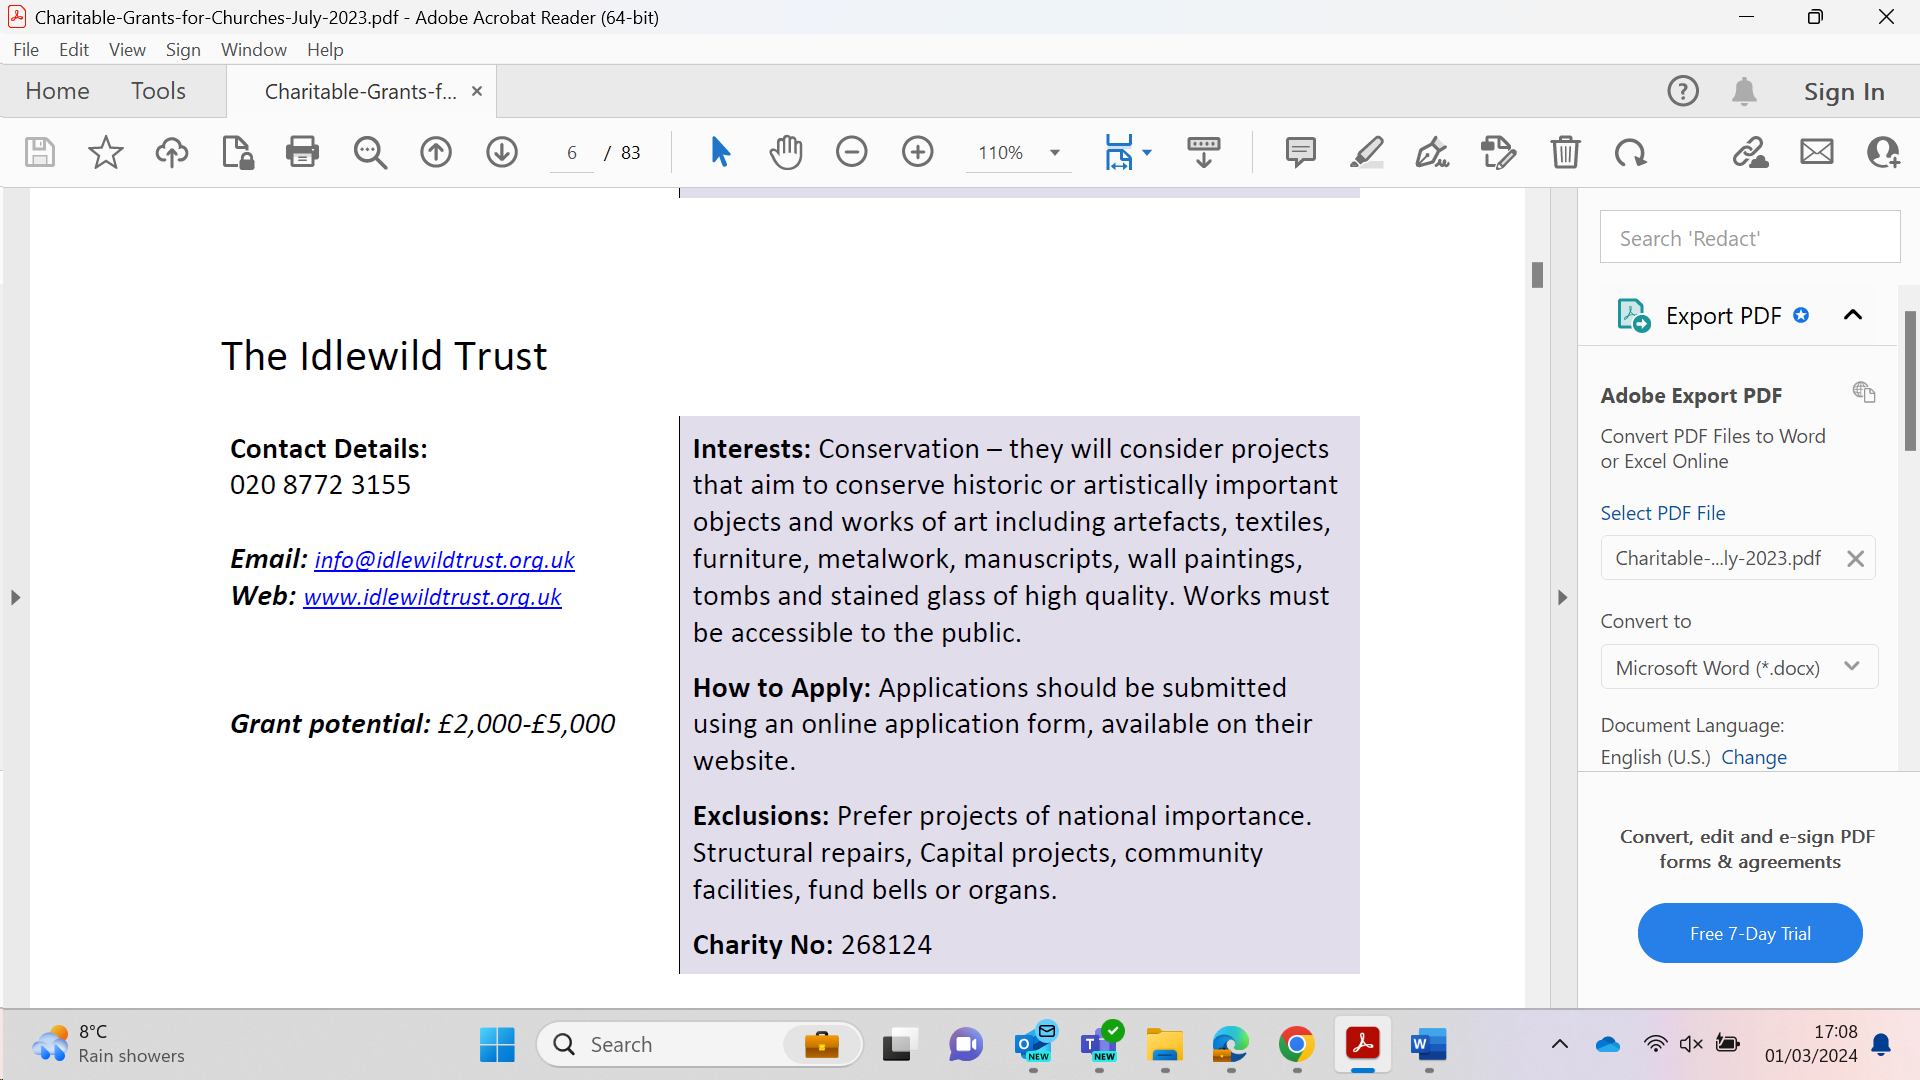 Charitable-Grants-for-Churches-July-2023.pdf - Adobe Acrobat Reader (64-bit)
File Edit View Sign Window Help
Home Tools Charitable-Grants-f... × Sign In
6 / 83 110%
Search 'Redact'
Export PDF
Adobe Export PDF
Convert PDF Files to Word
or Excel Online
Select PDF File
Charitable-...ly-2023.pdf
Convert to
Microsoft Word (*.docx)
Document Language:
English (U.S.) Change
Convert, edit and e-sign PDF
forms & agreements
Free 7-Day Trial
The Idlewild Trust
Contact Details:
020 8772 3155
Email: info@idlewildtrust.org.uk
Web: www.idlewildtrust.org.uk
Grant potential: £2,000-£5,000
Interests: Conservation – they will consider projects
that aim to conserve historic or artistically important
objects and works of art including artefacts, textiles,
furniture, metalwork, manuscripts, wall paintings,
tombs and stained glass of high quality. Works must
be accessible to the public.
How to Apply: Applications should be submitted
using an online application form, available on their
website.
Exclusions: Prefer projects of national importance.
Structural repairs, Capital projects, community
facilities, fund bells or organs.
Charity No: 268124
8°C
Rain showers
Search
NEW
NEW
17:08
01/03/2024